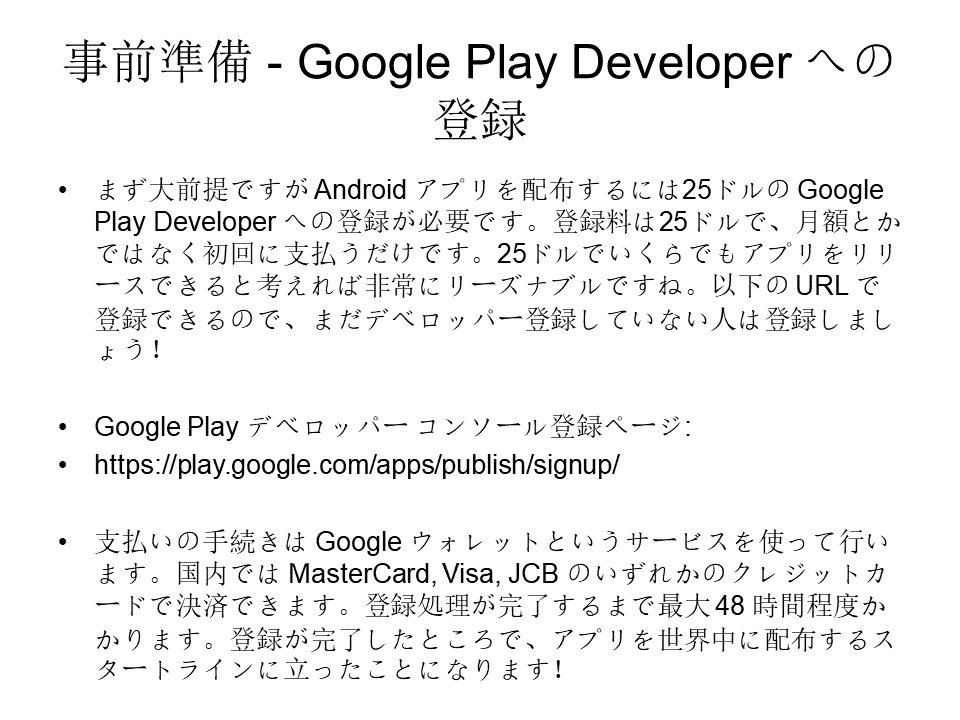 事前準備 - Google Play Developer への
登録
• まず大前提ですが Android アプリを配布するには25ドルの Google
Play Developer への登録が必要です。登録料は25ドルで、月額とか
ではなく初回に支払うだけです。25ドルでいくらでもアプリをリリ
ースできると考えれば非常にリーズナブルですね。以下の URL で
登録できるので、まだデベロッパー登録していない人は登録しまし
ょう!
• Google Play デベロッパー コンソール登録ページ:
• https://play.google.com/apps/publish/signup/
• 支払いの手続きは Google ウォレットというサービスを使って行い
ます。国内では MasterCard, Visa, JCB のいずれかのクレジットカ
ードで決済できます。登録処理が完了するまで最大 48 時間程度か
かります。登録が完了したところで、アプリを世界中に配布するス
タートラインに立ったことになります!